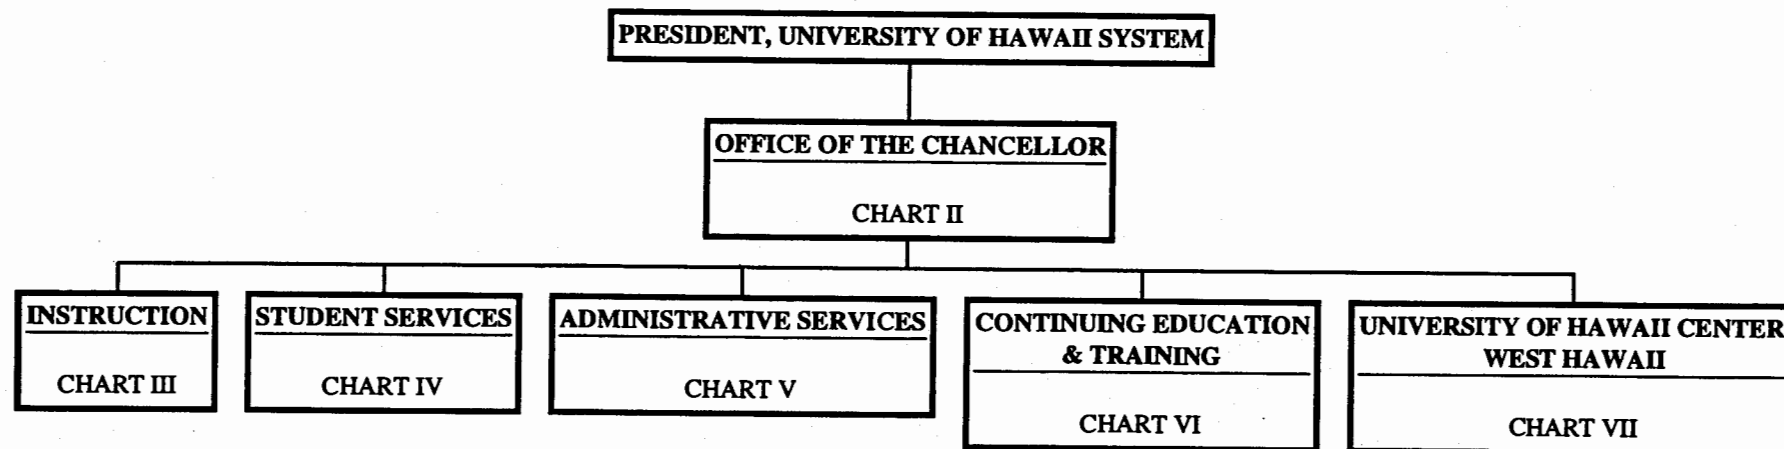 PRESIDENT, UNIVERSITY OF HAWAII SYSTEM
OFFICE OF THE CHANCELLOR
CHART II
INSTRUCTION
CHART III
STUDENT SERVICES
CHART IV
ADMINISTRATIVE SERVICES
CHART V
CONTINUING EDUCATION
& TRAINING
CHART VI
UNIVERSITY OF HAWAII CENTER
WEST HAWAII
CHART VII